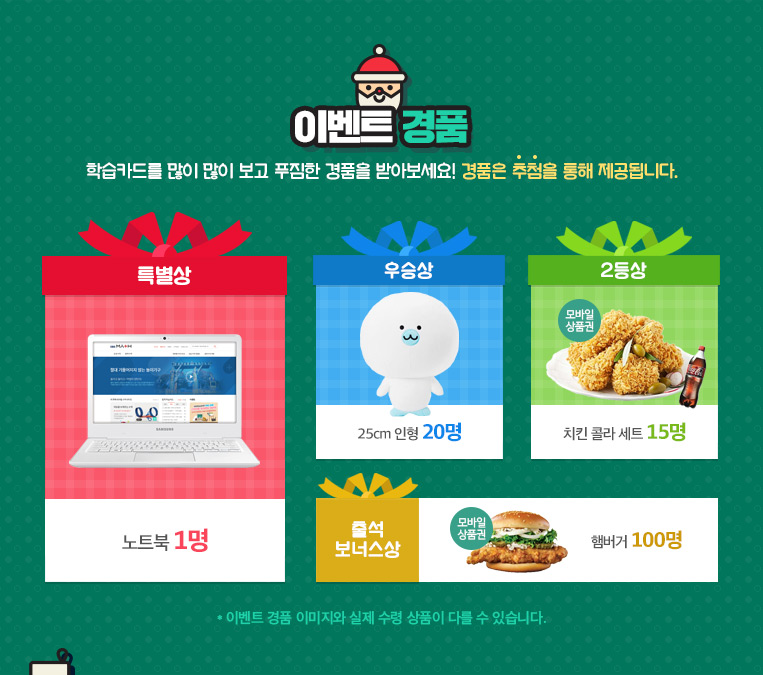 이벤트 경품
학습카드를 많이 많이 보고 푸짐한 경품을 받아보세요! 경품은 추첨을 통해 제공됩니다.
특별상
노트북 1명
SAMSUNG
우승상
25cm 인형 20명
2등상
모바일
상품권
치킨 콜라 세트 15명
출석
보너스상
모바일
상품권
햄버거 100명
* 이벤트 경품 이미지와 실제 수령 상품이 다를 수 있습니다.